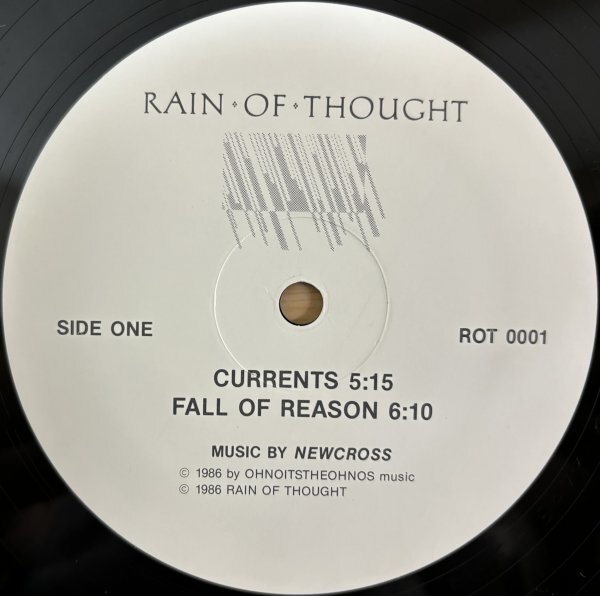 RAIN · OF · THOUGHT
SIDE ONE
ROT 0001
CURRENTS 5:15
FALL OF REASON 6:10
MUSIC BY NEWCROSS
© 1986 by OHNOITSTHEOHNOS music
© 1986 RAIN OF THOUGHT